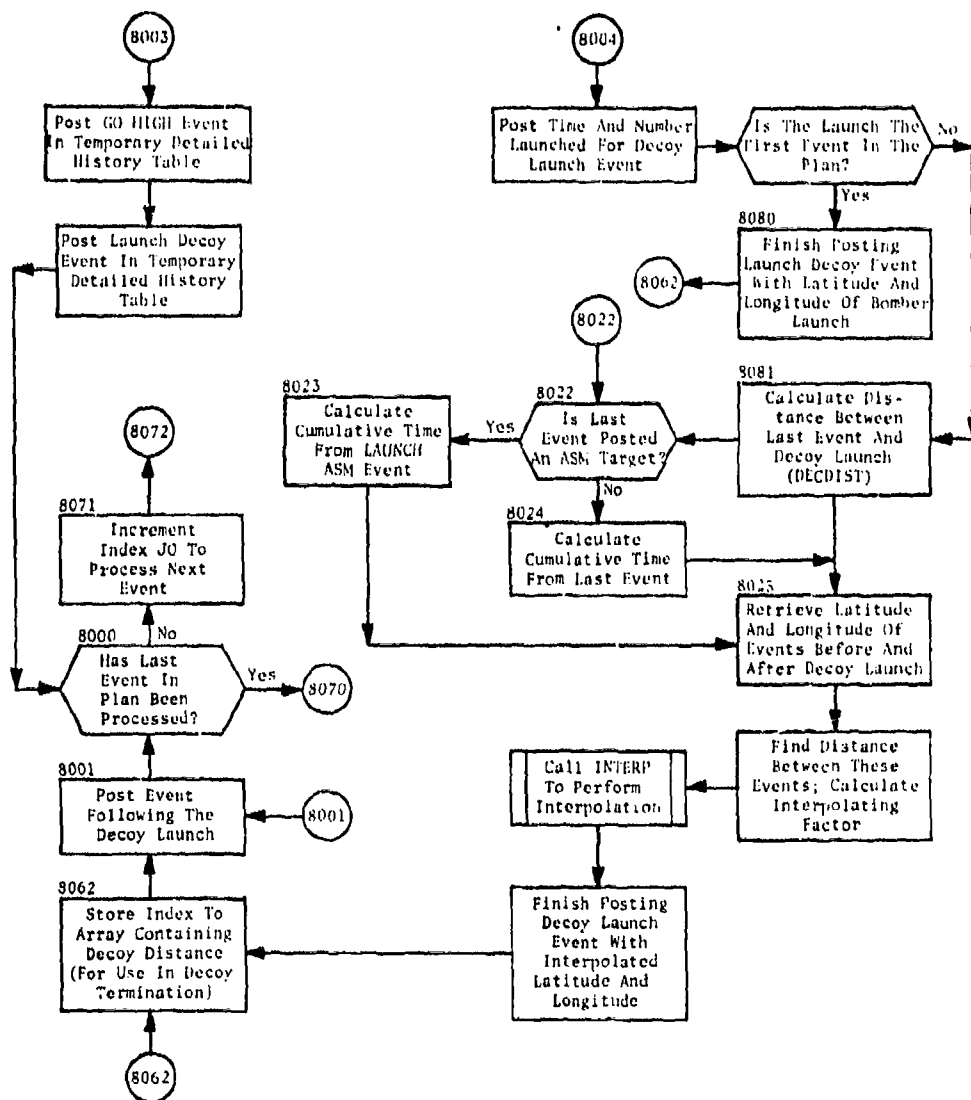 8003
Post GO HIGH Event
In Temporary Detailed
History Table
Post Launch Decoy
Event In Temporary
Detailed History
Table
8004
Post Time And Number
Launched For Decoy
Launch Event
Is The Launch The
First Event In The
Plan?
No
Yes
8080
Finish Posting
Launch Decoy Event
With Latitude And
Longitude Of Bomber
Launch
8062
8022
8081
Calculate Dis-
tance Between
Last Event And
Decoy Launch
(DECDIST)
8022
Is Last
Event Posted
An ASM Target?
Yes
No
8023
Calculate
Cumulative Time
From LAUNCH
ASM Event
8024
Calculate
Cumulative Time
From Last Event
8025
Retrieve Latitude
And Longitude Of
Events Before And
After Decoy Launch
Find Distance
Between These
Events; Calculate
Interpolating
Factor
Call INTERP
To Perform
Interpolation
Finish Posting
Decoy Launch
Event With
Interpolated
Latitude And
Longitude
8072
8071
Increment
Index JO To
Process Next
Event
No
8000
Has Last
Event In
Plan Been
Processed?
Yes
8070
8001
Post Event
Following The
Decoy Launch
8001
8062
Store Index To
Array Containing
Decoy Distance
(For Use In Decoy
Termination)
8062